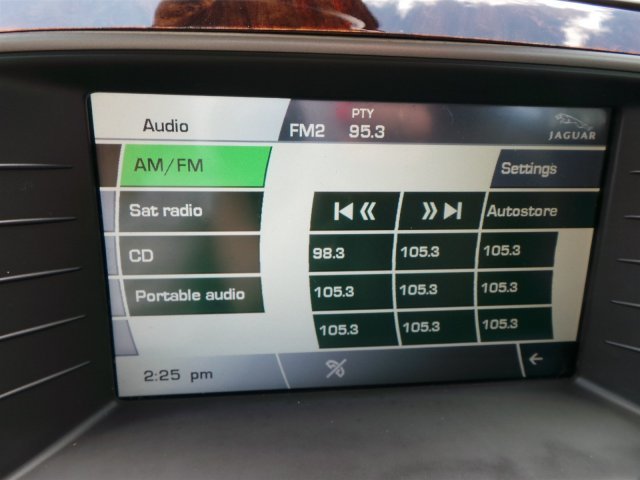 Audio
PTY
FM2 95.3
JAGUAR
AM/FM
Settings
Sat radio
Autostore
CD
98.3 105.3 105.3
Portable audio
105.3 105.3 105.3
105.3 105.3 105.3
2:25 pm